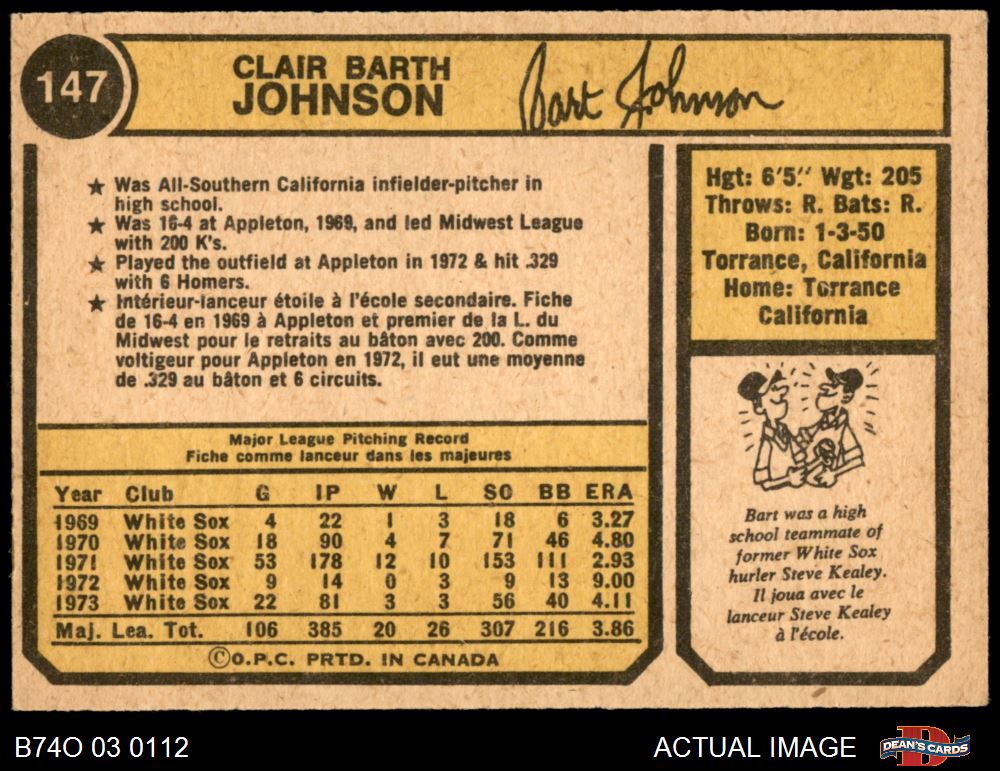 147
CLAIR BARTH
JOHNSON
Bart Johnson
★ Was All-Southern California infielder-pitcher in
high school.
★ Was 16-4 at Appleton, 1969, and led Midwest League
with 200 K's.
★ Played the outfield at Appleton in 1972 & hit .329
with 6 Homers.
★ Intérieur-lanceur étoile à l'école secondaire. Fiche
de 16-4 en 1969 à Appleton et premier de la L. du
Midwest pour le retraits au bâton avec 200. Comme
voltigeur pour Appleton en 1972, il eut une moyenne
de .329 au bâton et 6 circuits.
Major League Pitching Record
Fiche comme lanceur dans les majeures
Year Club G IP W L SO BB ERA
1969 White Sox 4 22 1 3 18 6 3.27
1970 White Sox 18 90 4 7 71 46 4.80
1971 White Sox 53 178 12 10 153 111 2.93
1972 White Sox 9 14 0 3 9 13 9.00
1973 White Sox 22 81 3 3 56 40 4.11
Maj. Lea. Tot. 106 385 20 26 307 216 3.86
©O.P.C. PRTD. IN CANADA
Hgt: 6'5" Wgt: 205
Throws: R. Bats: R.
Born: 1-3-50
Torrance, California
Home: Torrance
California
Bart was a high
school teammate of
former White Sox
hurler Steve Kealey.
Il joua avec le
lanceur Steve Kealey
à l'école.
B74O 03 0112
ACTUAL IMAGE
DEAN'S CARDS